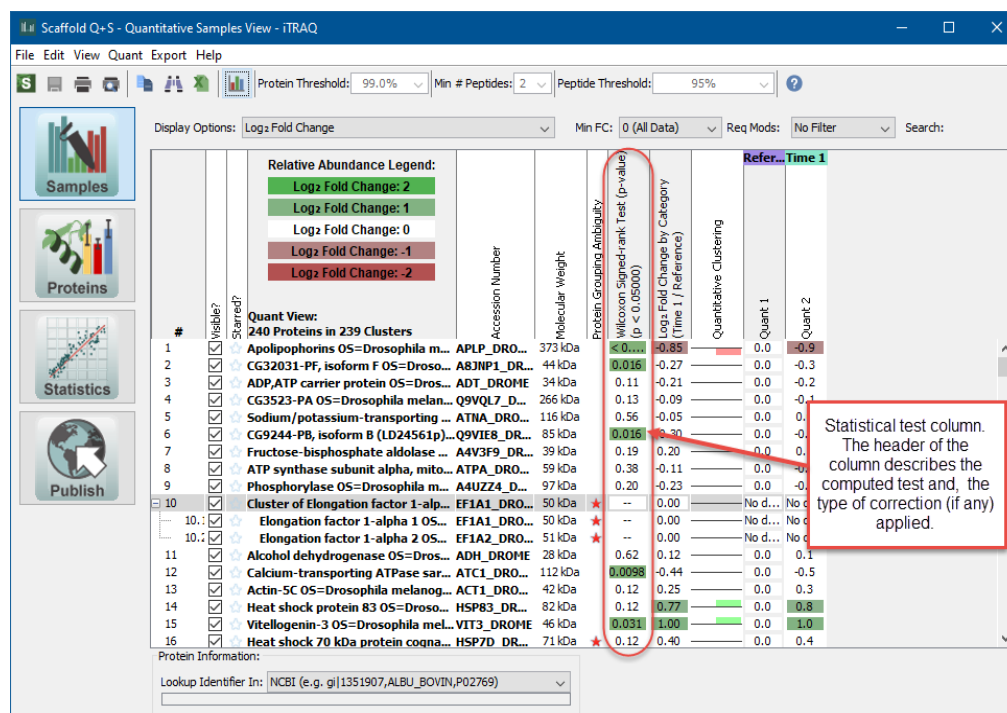 Scaffold Q+S - Quantitative Samples View - iTRAQ
File Edit View Quant Export Help
Protein Threshold: 99.0% Min # Peptides: 2 Peptide Threshold: 95%
Display Options: Log₂ Fold Change Min FC: 0 (All Data) Req Mods: No Filter Search:
Samples
Proteins
Statistics
Publish
Relative Abundance Legend:
Log₂ Fold Change: 2
Log₂ Fold Change: 1
Log₂ Fold Change: 0
Log₂ Fold Change: -1
Log₂ Fold Change: -2
Quant View:
240 Proteins in 239 Clusters
#
Visible?
Starred?
Accession Number
Molecular Weight
Protein Grouping Ambiguity
Wilcoxon Signed-rank Test (p-value)
(p < 0.05000)
Log₂ Fold Change by Category
(Time 1 / Reference)
Quantitative Clustering
Refer... Time 1
Quant 1
Quant 2
1 Apolipophorins OS=Drosophila m... APLP_DRO... 373 kDa < 0.... -0.85 0.0 -0.9
2 CG32031-PF, isoform F OS=Droso... A8JNP1_DR... 44 kDa 0.016 -0.27 0.0 -0.3
3 ADP,ATP carrier protein OS=Dros... ADT_DROME 34 kDa 0.11 -0.21 0.0 -0.2
4 CG3523-PA OS=Drosophila melan... Q9VQL7_D... 266 kDa 0.13 -0.09 0.0 -0.1
5 Sodium/potassium-transporting ... ATNA_DRO... 116 kDa 0.56 -0.05 0.0
6 CG9244-PB, isoform B (LD24561p)... Q9VIE8_DR... 85 kDa 0.016 0.0
7 Fructose-bisphosphate aldolase ... A4V3F9_DR... 39 kDa 0.19 0.20 0.0
8 ATP synthase subunit alpha, mito... ATPA_DRO... 59 kDa 0.38 -0.11 0.0
9 Phosphorylase OS=Drosophila m... A4UZZ4_D... 97 kDa 0.20 -0.23 0.0
10 Cluster of Elongation factor 1-alp... EF1A1_DRO... 50 kDa -- 0.00 No d... No
10.1 Elongation factor 1-alpha 1 OS... EF1A1_DRO... 50 kDa -- 0.00 No d... No
10.2 Elongation factor 1-alpha 2 OS... EF1A2_DRO... 51 kDa -- 0.00 No d... No
11 Alcohol dehydrogenase OS=Dros... ADH_DROME 28 kDa 0.62 0.12 0.0 0.1
12 Calcium-transporting ATPase sar... ATC1_DRO... 112 kDa 0.0098 -0.44 0.0 -0.5
13 Actin-5C OS=Drosophila melanog... ACT1_DRO... 42 kDa 0.12 0.25 0.0 0.3
14 Heat shock protein 83 OS=Droso... HSP83_DR... 82 kDa 0.12 0.77 0.0 0.8
15 Vitellogenin-3 OS=Drosophila mel... VIT3_DROME 46 kDa 0.031 1.00 0.0 1.0
16 Heat shock 70 kDa protein cogna... HSP7D_DR... 71 kDa 0.12 0.40 0.0 0.4
Statistical test column.
The header of the
column describes the
computed test and, the
type of correction (if any)
applied.
Protein Information:
Lookup Identifier In: NCBI (e.g. gi|1351907,ALBU_BOVIN,P02769)